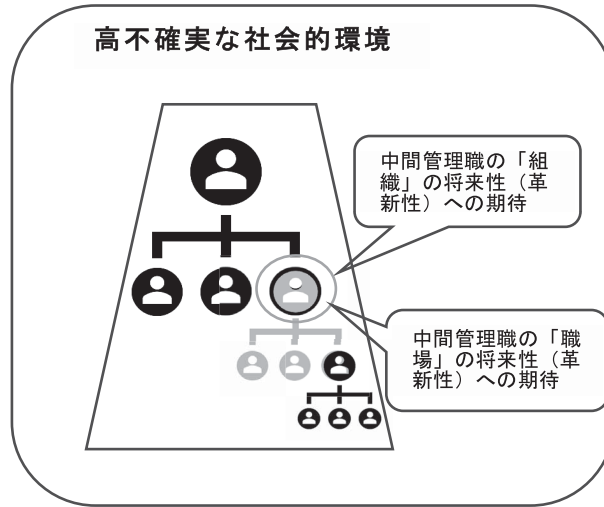 高不確実な社会的環境
中間管理職の「組
織」の将来性（革
新性）への期待
中間管理職の「職
場」の将来性（革
新性）への期待